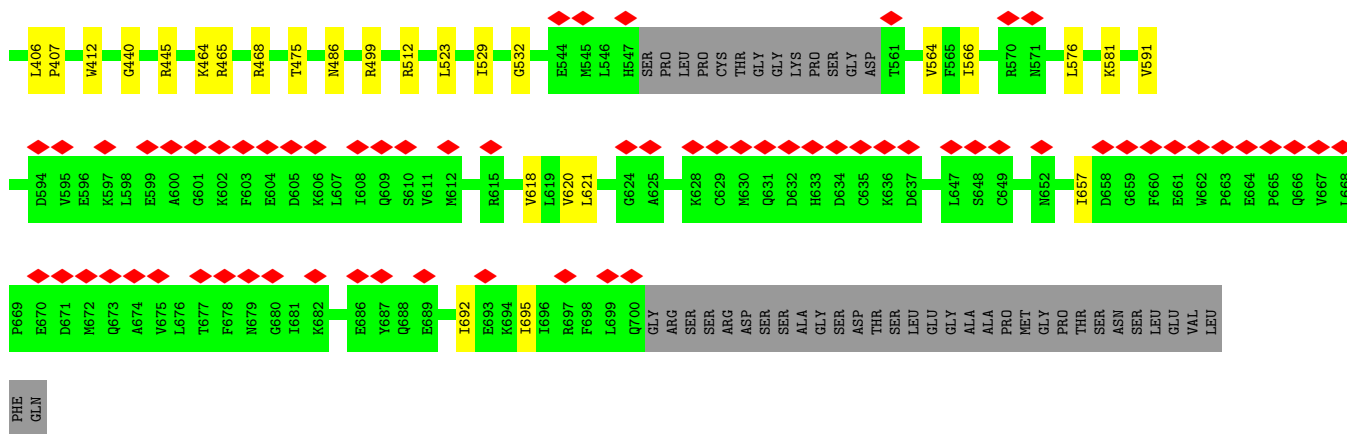 L406 P407 W412 G440 R445 K464 R465 R468 T475 N486 R499 R512 L523 I529 G532 E544 M545 L546 H547 SER PRO LEU PRO CYS THR GLY GLY LYS PRO SER GLY ASP T561 V564 F565 I566 R570 N571 L576 K581 V591
D594 V595 E596 K597 L598 E599 A600 G601 K602 F603 E604 D605 K606 L607 I608 Q609 S610 V611 M612 R615 V618 L619 V620 L621 G624 A625 K628 C629 M630 Q631 D632 H633 D634 C635 K636 D637 L647 S648 C649 N652 I657 D658 G659 F660 E661 W662 P663 E664 P665 Q666 V667 L668
P669 E670 D671 M672 Q673 A674 V675 L676 T677 F678 N679 G680 I681 K682 E686 Y687 Q688 E689 I692 E693 K694 I695 I696 R697 F698 L699 Q700 GLY ARG SER SER ARG ASP SER SER ALA GLY SER ASP THR SER LEU GLU GLY ALA ALA PRO MET GLY PRO THR SER ASN SER LEU GLU VAL LEU
PHE GLN